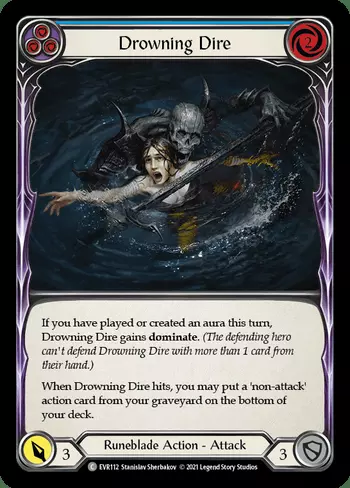 2
Drowning Dire
If you have played or created an aura this turn,
Drowning Dire gains dominate. (The defending hero
can't defend Drowning Dire with more than 1 card from
their hand.)
When Drowning Dire hits, you may put a 'non-attack'
action card from your graveyard on the bottom of
your deck.
3 Runeblade Action - Attack 3
C EVR112 Stanislav Sherbakov © 2021 Legend Story Studios